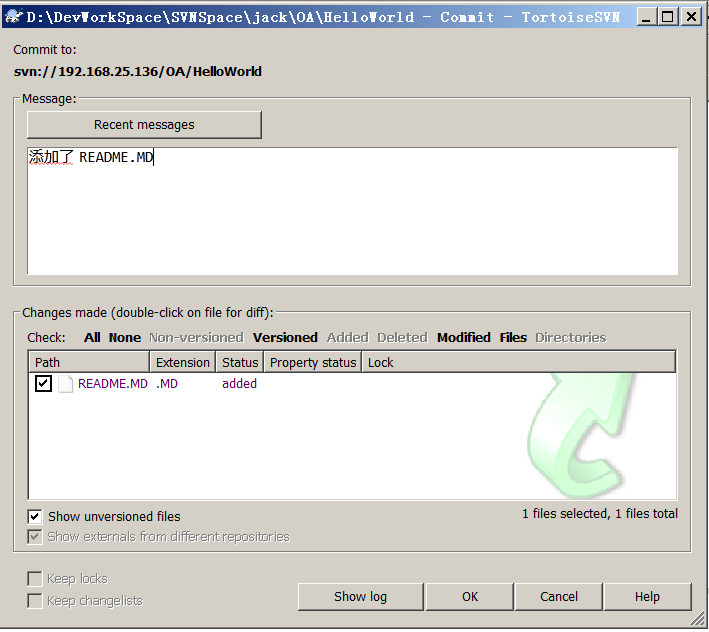 D:\DevWorkSpace\SVNSpace\jack\OA\HelloWorld - Commit - TortoiseSVN
Commit to:
svn://192.168.25.136/OA/HelloWorld
Message:
Recent messages
添加了 README.MD
Changes made (double-click on file for diff):
Check: All None Non-versioned Versioned Added Deleted Modified Files Directories
Path Extension Status Property status Lock
README.MD .MD added
Show unversioned files 1 files selected, 1 files total
Show externals from different repositories
Keep locks
Keep changelists
Show log OK Cancel Help